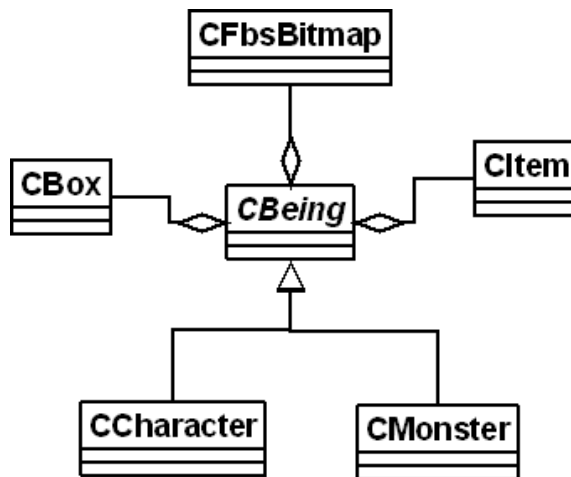 CFbsBitmap
CBox
CItem
CBeing
CCharacter
CMonster